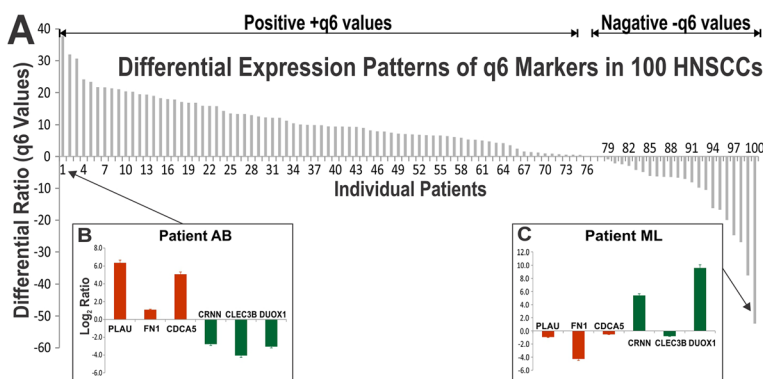 A
Positive +q6 values
Nagative -q6 values
Differential Expression Patterns of q6 Markers in 100 HNSCCs
Differential Ratio (q6 Values)
40
30
20
10
0
-10
-20
-30
-40
-50
-60
1 4 7 10 13 16 19 22 25 28 31 34 37 40 43 46 49 52 55 58 61 64 67 70 73 76 79 82 85 88 91 94 97 100
Individual Patients
B
Patient AB
Log2 Ratio
8.0
6.0
4.0
2.0
0.0
-2.0
-4.0
-6.0
CRNN CLEC3B DUOX1
PLAU FN1 CDCA5
C
Patient ML
12.0
10.0
8.0
6.0
4.0
2.0
0.0
-2.0
-4.0
-6.0
PLAU FN1 CDCA5
CRNN CLEC3B DUOX1